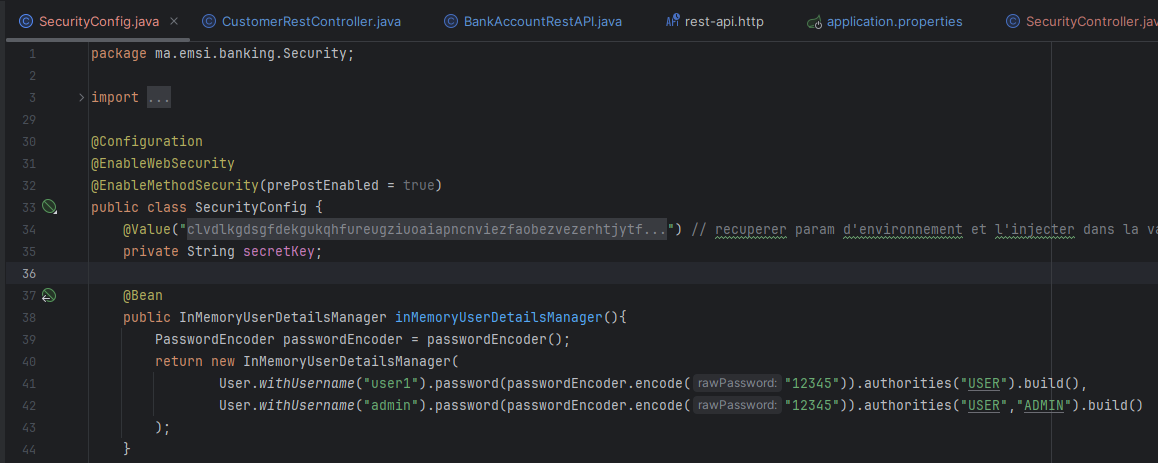 SecurityConfig.java × CustomerRestController.java BankAccountRestAPI.java API rest-api.http application.properties SecurityController.jav
1 package ma.emsi.banking.Security;
2
3 > import ...
29
30 @Configuration
31 @EnableWebSecurity
32 @EnableMethodSecurity(prePostEnabled = true)
33 public class SecurityConfig {
34 @Value("clvdlkgdsgfdekgukqhfureugziuoaiapncnviezfaobezvezerhtjytf...") // recuperer param d'environnement et l'injecter dans la va
35 private String secretKey;
36
37 @Bean
38 public InMemoryUserDetailsManager inMemoryUserDetailsManager(){
39 PasswordEncoder passwordEncoder = passwordEncoder();
40 return new InMemoryUserDetailsManager(
41 User.withUsername("user1").password(passwordEncoder.encode( rawPassword: "12345")).authorities("USER").build(),
42 User.withUsername("admin").password(passwordEncoder.encode( rawPassword: "12345")).authorities("USER","ADMIN").build()
43 );
44 }